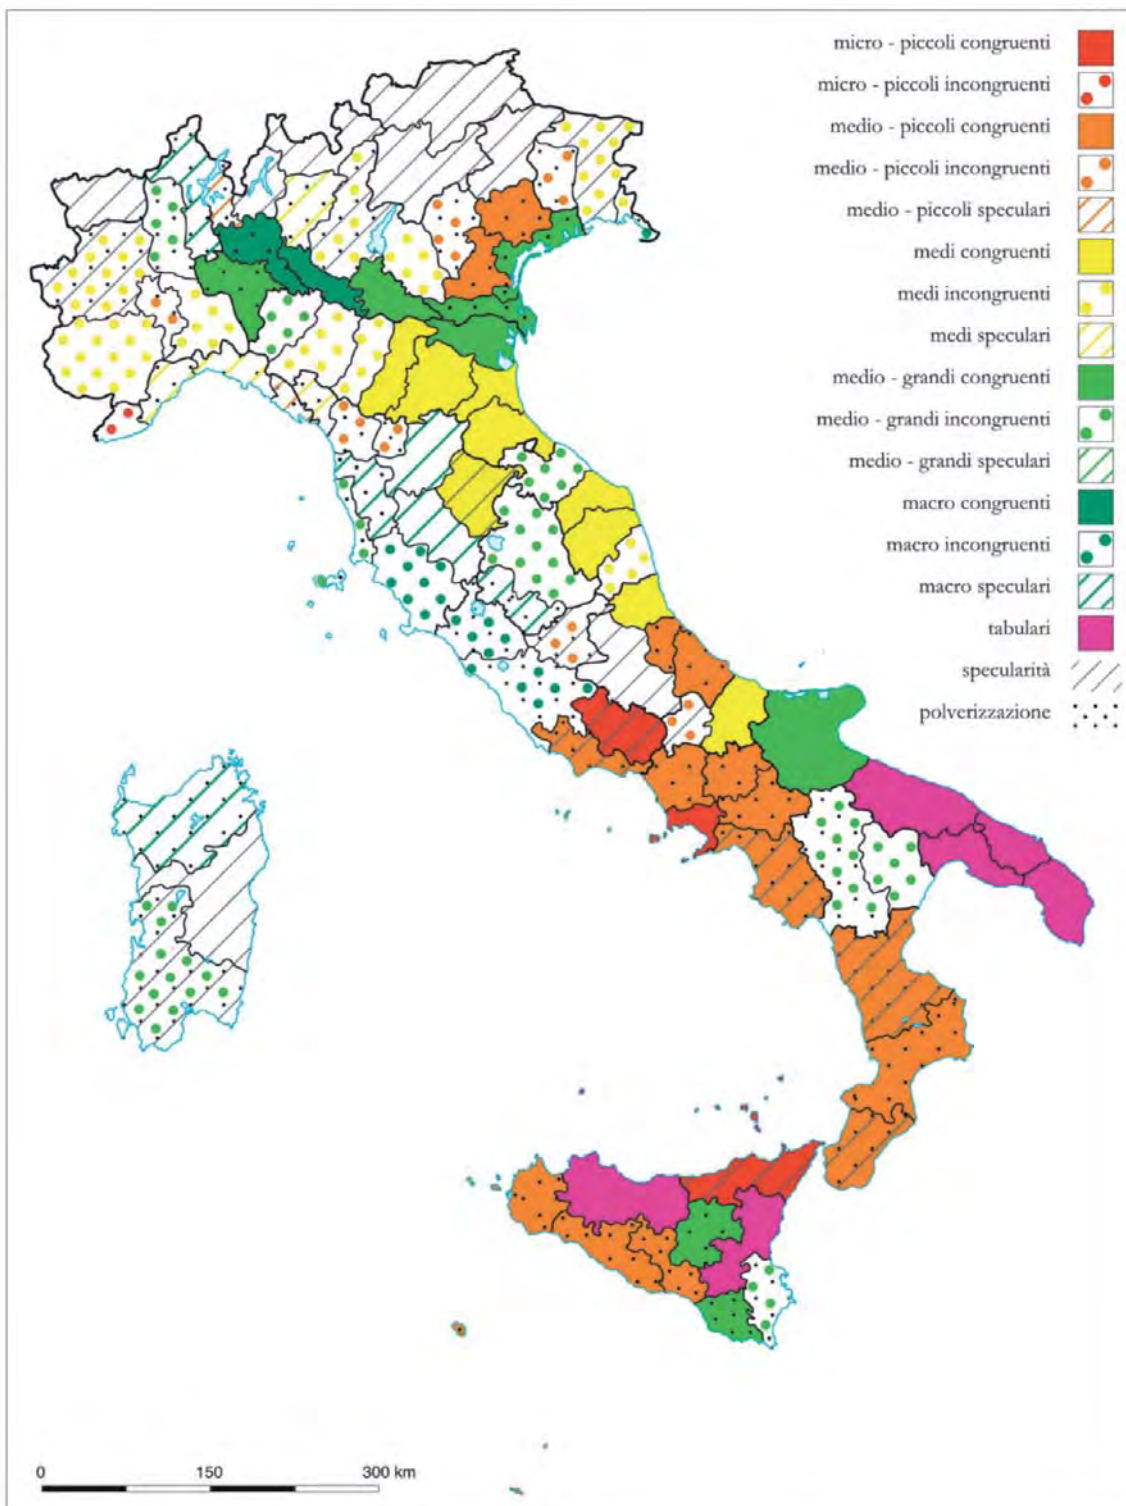 micro - piccoli congruenti
micro - piccoli incongruenti
medio - piccoli congruenti
medio - piccoli incongruenti
medio - piccoli speculari
medi congruenti
medi incongruenti
medi speculari
medio - grandi congruenti
medio - grandi incongruenti
medio - grandi speculari
macro congruenti
macro incongruenti
macro speculari
tabulari
specularità
polverizzazione
0 150 300 km